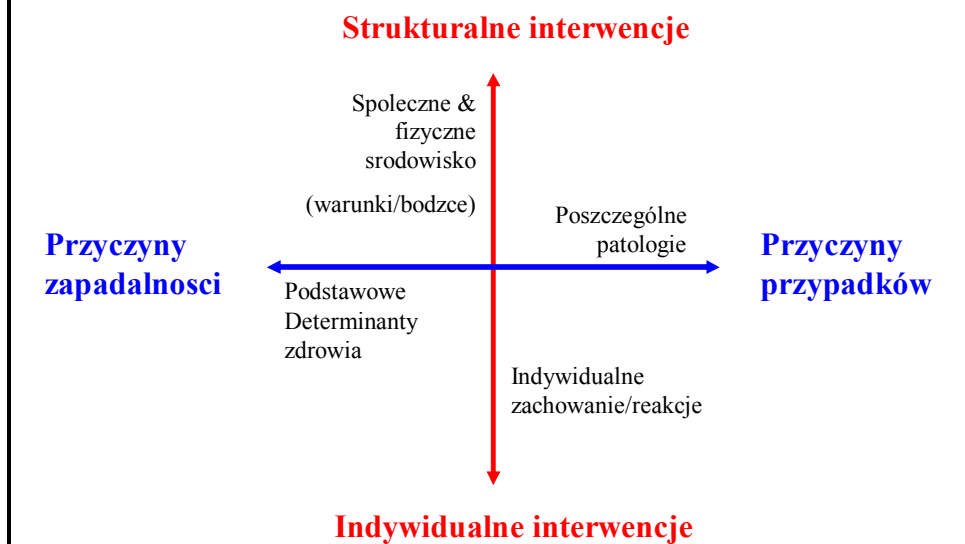 Strukturalne interwencje
Spoleczne &
fizyczne
srodowisko
(warunki/bodzce)
Poszczególne
patologie
Przyczyny
zapadalnosci
Przyczyny
przypadków
Podstawowe
Determinanty
zdrowia
Indywidualne
zachowanie/reakcje
Indywidualne interwencje